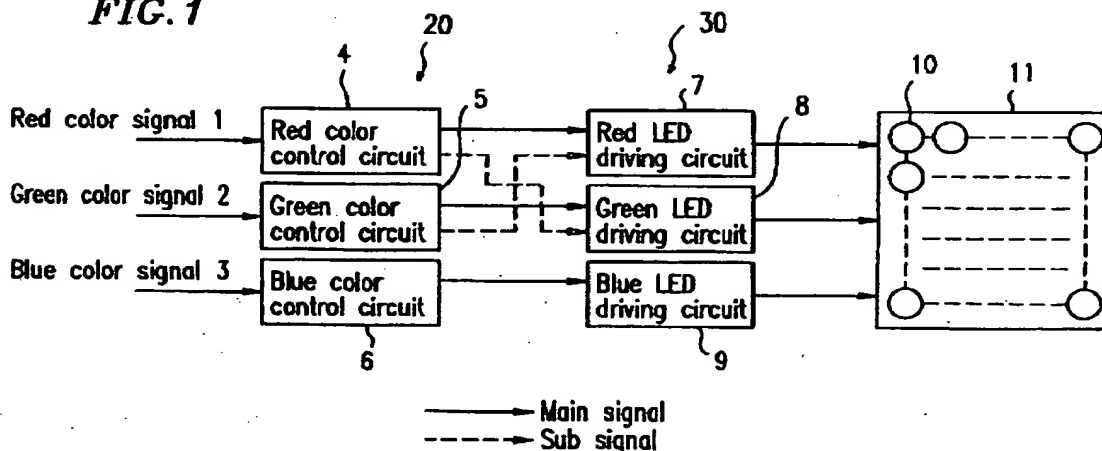 FIG. 1
20
30
4
5
7
8
10
11
Red color signal 1
Red color
control circuit
Red LED
driving circuit
Green color signal 2
Green color
control circuit
Green LED
driving circuit
Blue color signal 3
Blue color
control circuit
Blue LED
driving circuit
6
9
Main signal
Sub signal